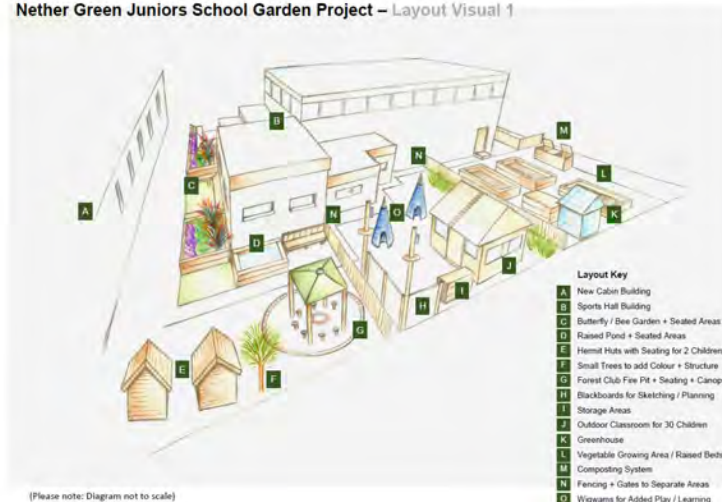 Nether Green Juniors School Garden Project – Layout Visual 1
B
M
N
L
C
A
O
N
K
D
J
I
H
G
E
F
Layout Key
A New Cabin Building
B Sports Hall Building
C Butterfly / Bee Garden + Seated Areas
D Raised Pond + Seated Areas
E Hermit Huts with Seating for 2 Children
F Small Trees to add Colour + Structure
G Forest Club Fire Pit + Seating + Canop
H Blackboards for Sketching / Planning
I Storage Areas
J Outdoor Classroom for 30 Children
K Greenhouse
L Vegetable Growing Area / Raised Beds
M Composting System
N Fencing + Gates to Separate Areas
O Wigwams for Added Play / Learning
(Please note: Diagram not to scale)